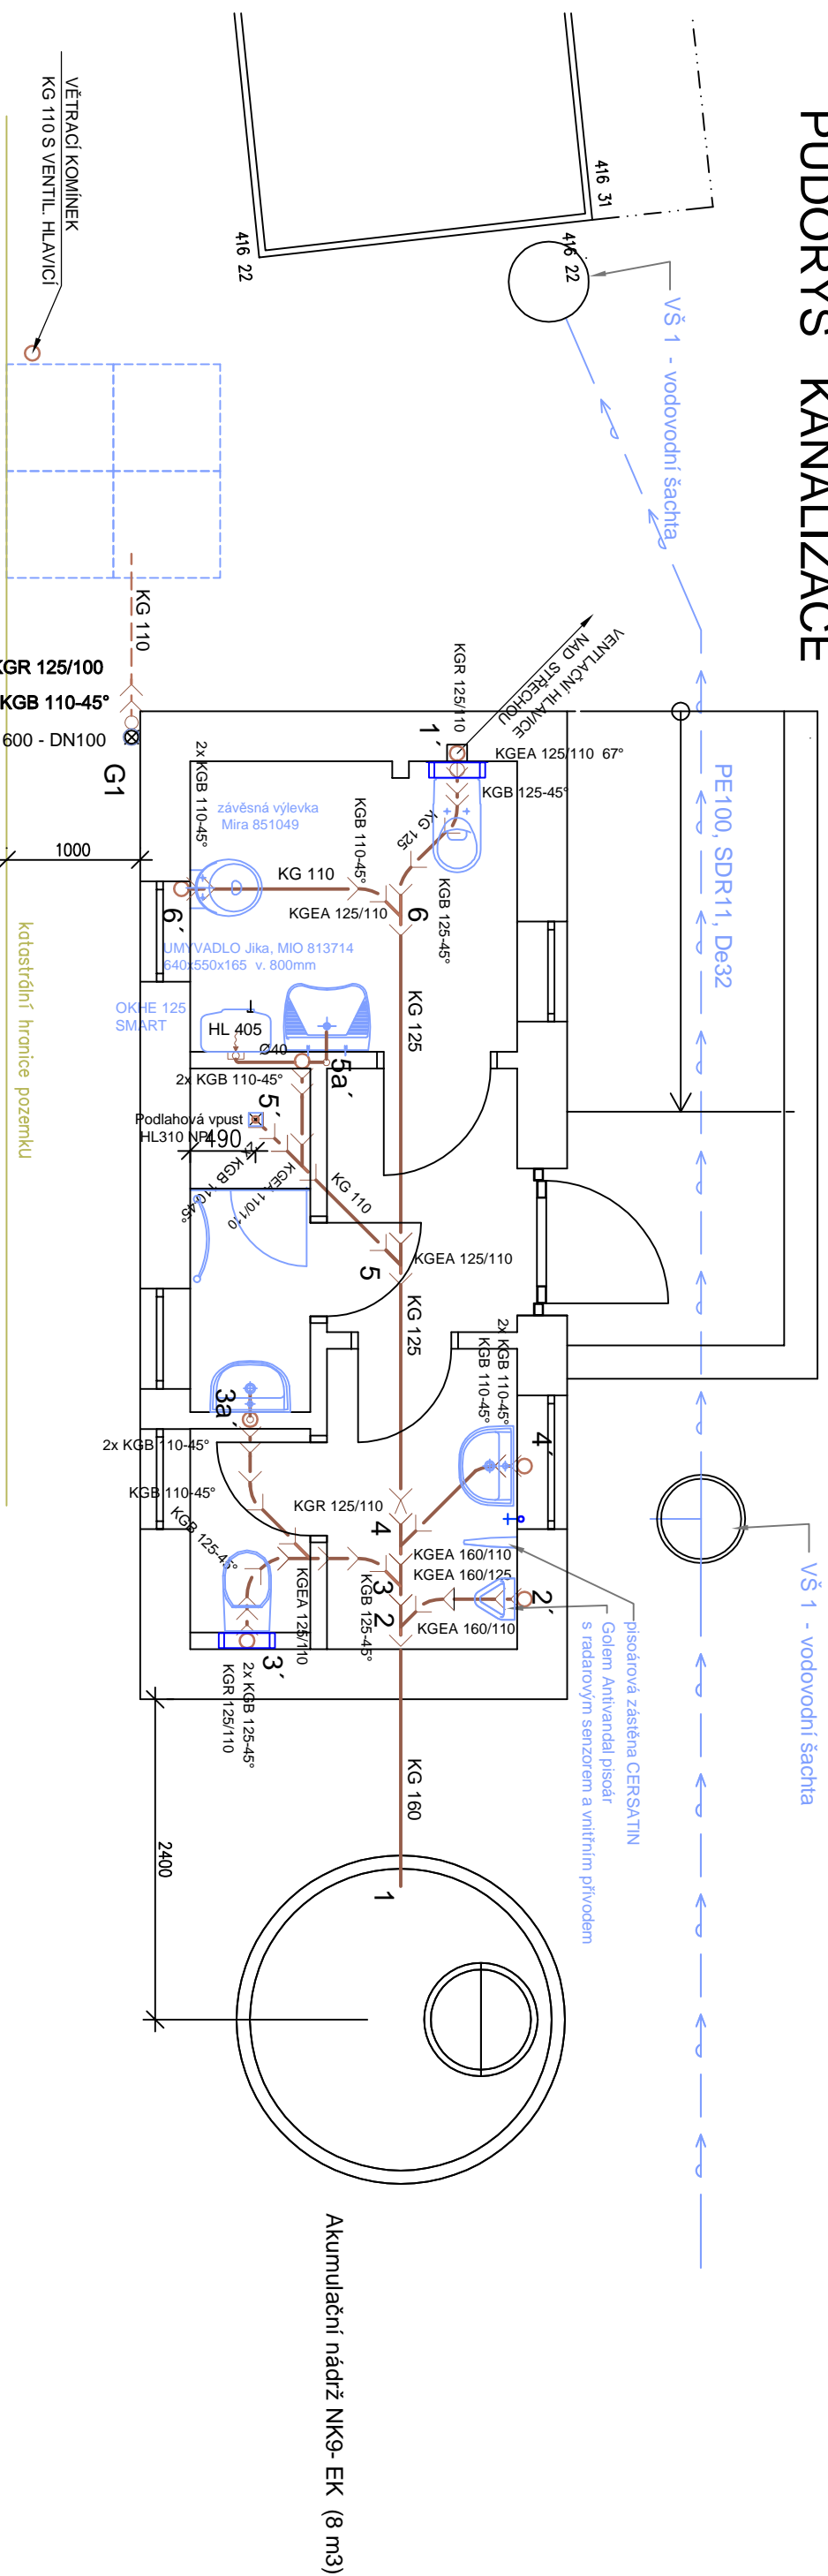 PŮDORYS KANALIZACE
416 31
416 22
416 22
VŠ 1 - vodovodní šachta
VĚTRACÍ KOMÍNEK
KG 110 S VENTIL. HLAVICÍ
PE100, SDR11, De32
KG 110
KGR 125/100
KGB 110-45°
600 - DN100
G1
1000
katastrální hranice pozemku
VENTLAČNÍ HLAVICE
NAD STŘECHOU
KGR 125/110
1´
KGEA 125/110 67°
KGB 125-45°
KG 125
2x KGB 110-45°
závěsná výlevka
Mira 851049
KGB 110-45°
KG 110
KGEA 125/110
6
KGB 125-45°
6´
UMYVADLO Jika, MIO 813714
640x550x165 v. 800mm
OKHE 125
SMART
HL 405
KG 125
Ø40
5a´
2x KGB 110-45°
5´
Podlahová vpust
HL310 NPr
490
2x KGB 110-45°
KGEA 110/110
KG 110
5
KGEA 125/110
KG 125
2x KGB 110-45°
KGB 110-45°
3a´
4´
2x KGB 110-45°
KGB 110-45°
KGB 125-45°
KGR 125/110
4
KGEA 160/110
KGEA 160/125
3
2
KGEA 160/110
2´
KGEA 125/110
KGB 125-45°
3´
2x KGB 125-45°
KGR 125/110
pisoárová zástěna CERSATIN
Golem Antivandal pisoár
s radarovým senzorem a vnitřním přívodem
VŠ 1 - vodovodní šachta
KG 160
2400
1
Akumulační nádrž NK9- EK (8 m3)